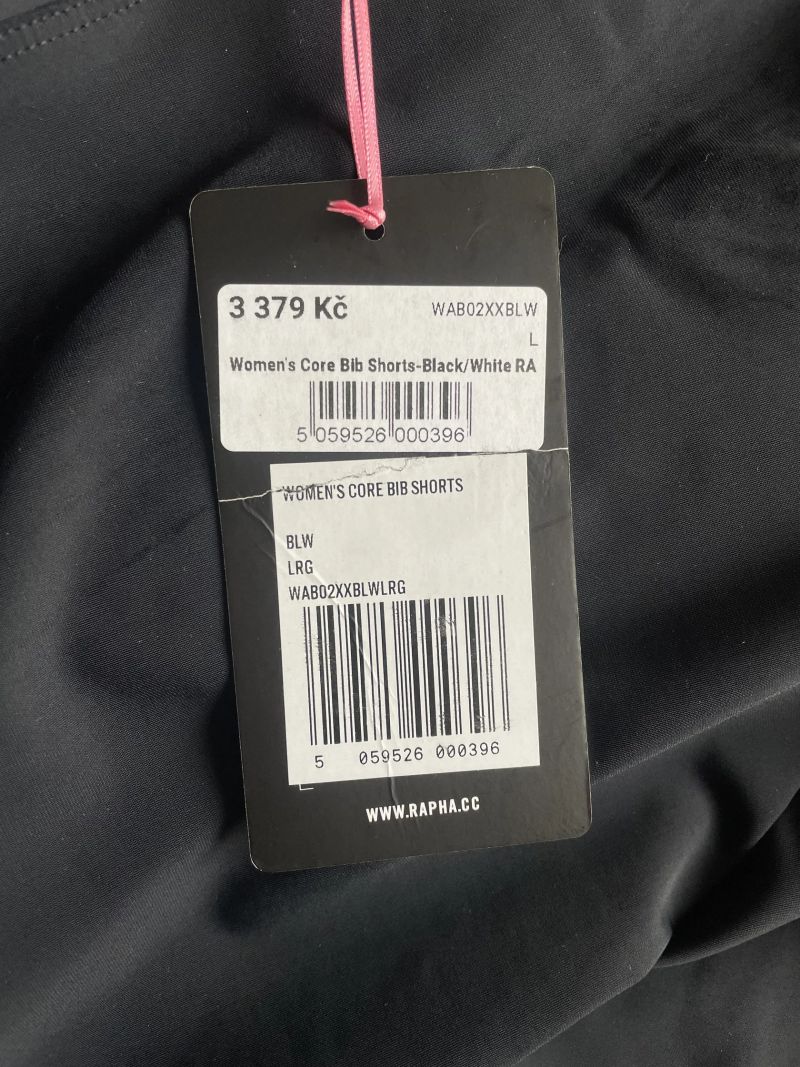 3 379 Kč WAB02XXBLW
L
Women's Core Bib Shorts-Black/White RA
5 059526 000396
WOMEN'S CORE BIB SHORTS
BLW
LRG
WAB02XXBLWLRG
5 059526 000396
WWW.RAPHA.CC